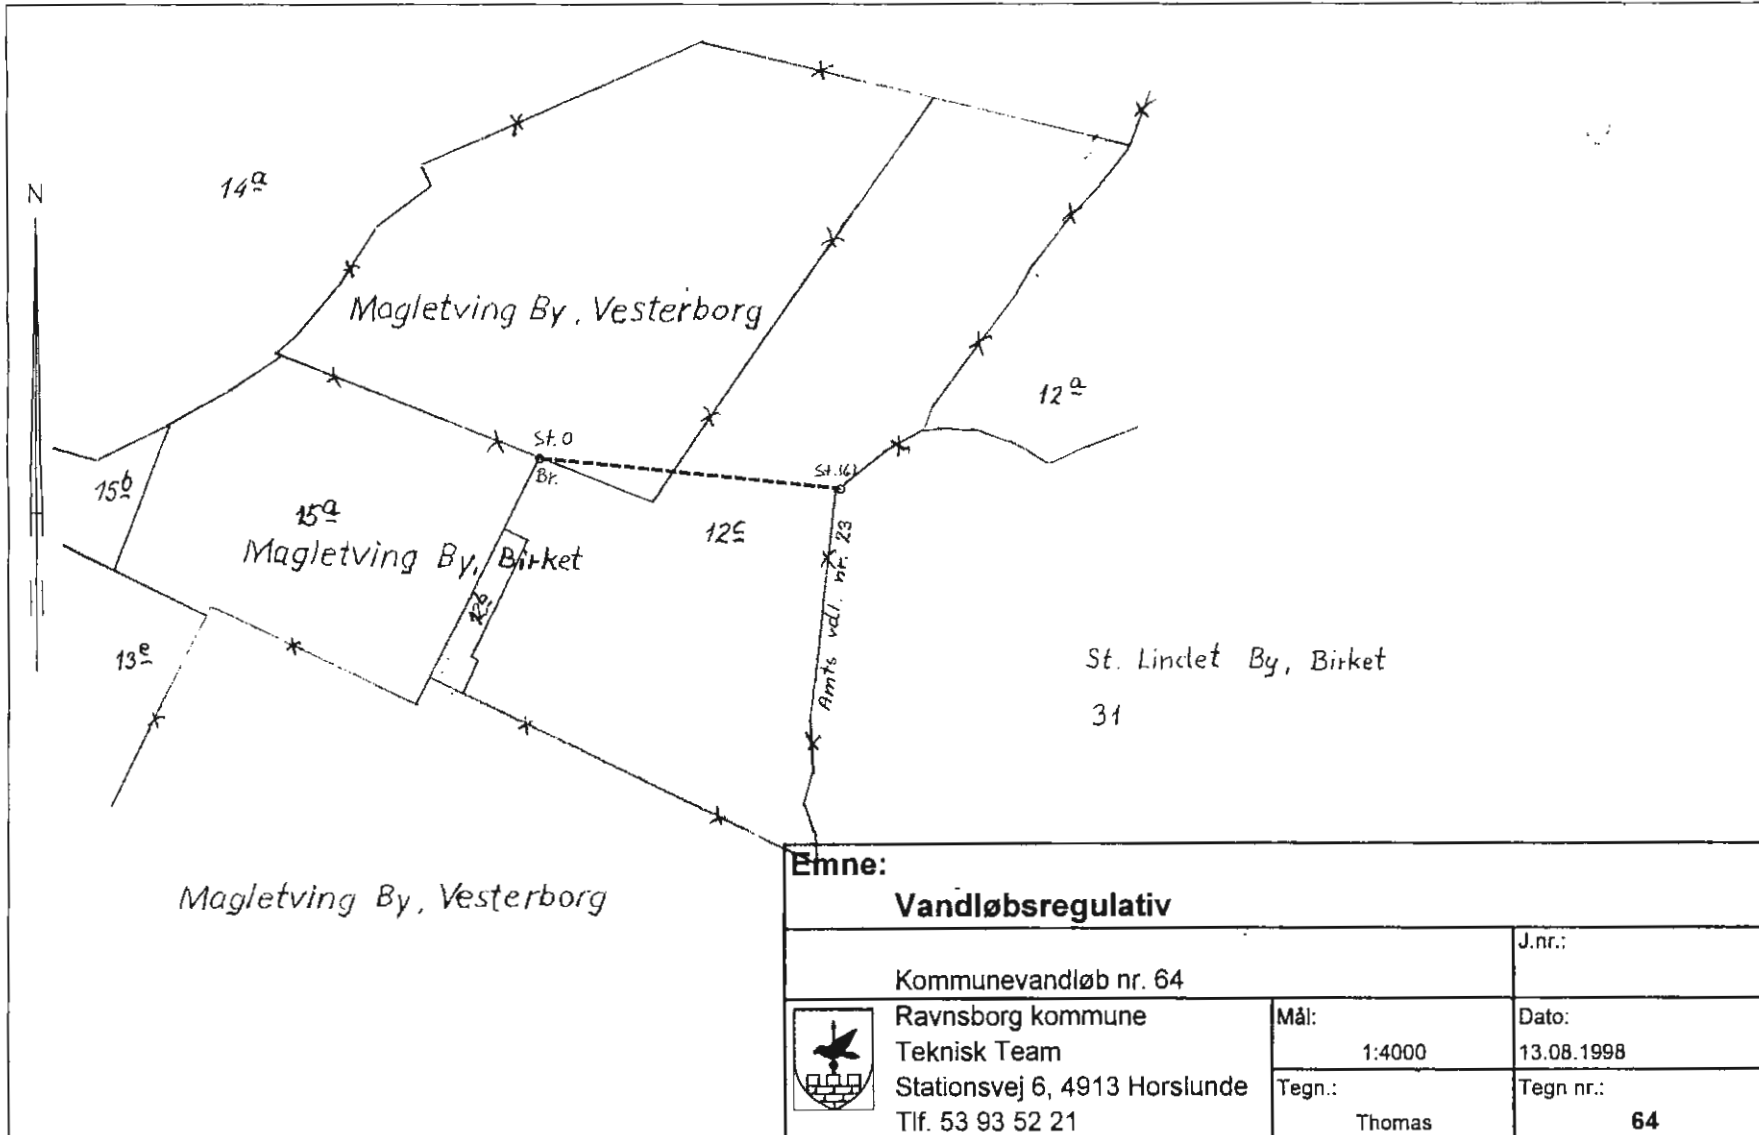 N
14a
Magletving By, Vesterborg
12a
St. 0
Br.
15b
15a
12c
Magletving By, Birket
12b
Amts vdl. nr. 23
13e
St. Lindet By, Birket
31
Magletving By, Vesterborg
Emne:
Vandløbsregulativ
J.nr.:
Kommunevandløb nr. 64
Ravnsborg kommune
Teknisk Team
Stationsvej 6, 4913 Horslunde
Tlf. 53 93 52 21
Mål:
1:4000
Dato:
13.08.1998
Tegn.:
Thomas
Tegn nr.:
64